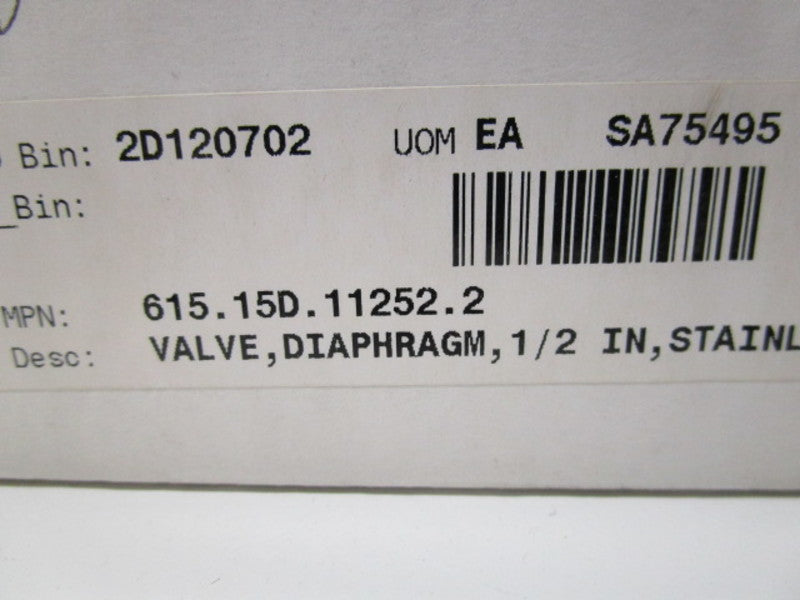 Bin: 2D120702 UOM EA SA75495
_Bin:
MPN: 615.15D.11252.2
Desc: VALVE,DIAPHRAGM,1/2 IN,STAINL